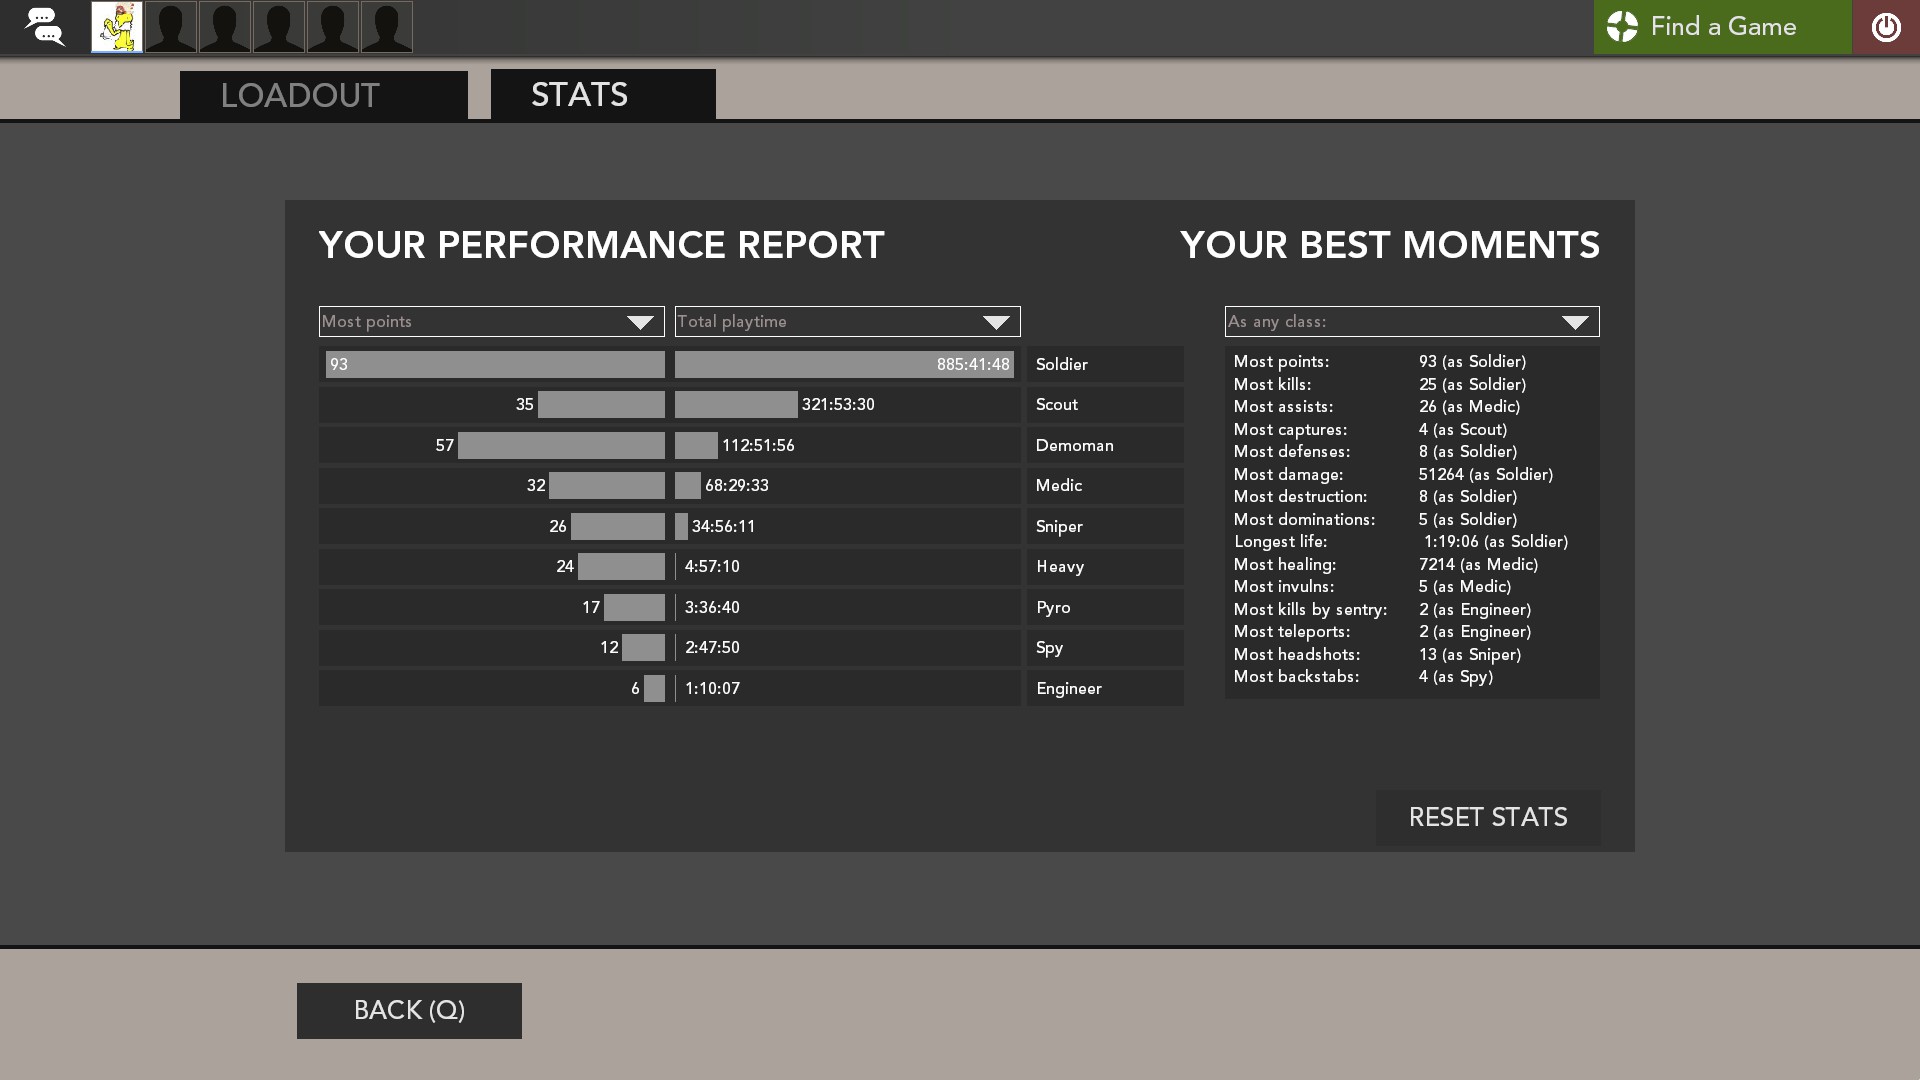 Find a Game
LOADOUT
STATS
YOUR PERFORMANCE REPORT
YOUR BEST MOMENTS
Most points
Total playtime
93 885:41:48 Soldier
35 321:53:30 Scout
57 112:51:56 Demoman
32 68:29:33 Medic
26 34:56:11 Sniper
24 4:57:10 Heavy
17 3:36:40 Pyro
12 2:47:50 Spy
6 1:10:07 Engineer
As any class:
Most points: 93 (as Soldier)
Most kills: 25 (as Soldier)
Most assists: 26 (as Medic)
Most captures: 4 (as Scout)
Most defenses: 8 (as Soldier)
Most damage: 51264 (as Soldier)
Most destruction: 8 (as Soldier)
Most dominations: 5 (as Soldier)
Longest life: 1:19:06 (as Soldier)
Most healing: 7214 (as Medic)
Most invulns: 5 (as Medic)
Most kills by sentry: 2 (as Engineer)
Most teleports: 2 (as Engineer)
Most headshots: 13 (as Sniper)
Most backstabs: 4 (as Spy)
RESET STATS
BACK (Q)